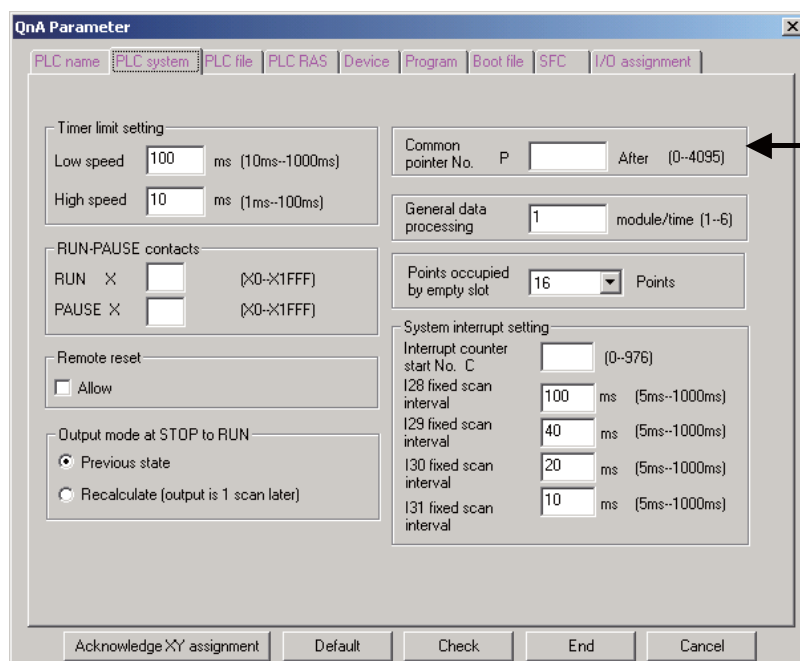 QnA Parameter
PLC name
PLC system
PLC file
PLC RAS
Device
Program
Boot file
SFC
I/O assignment
Timer limit setting
Low speed 100 ms (10ms--1000ms)
High speed 10 ms (1ms--100ms)
RUN-PAUSE contacts
RUN X (X0--X1FFF)
PAUSE X (X0--X1FFF)
Remote reset
Allow
Output mode at STOP to RUN
Previous state
Recalculate (output is 1 scan later)
Common
pointer No. P After (0--4095)
General data
processing 1 module/time (1--6)
Points occupied
by empty slot 16 Points
System interrupt setting
Interrupt counter
start No. C (0--976)
I28 fixed scan
interval 100 ms (5ms--1000ms)
I29 fixed scan
interval 40 ms (5ms--1000ms)
I30 fixed scan
interval 20 ms (5ms--1000ms)
I31 fixed scan
interval 10 ms (5ms--1000ms)
Acknowledge XY assignment
Default
Check
End
Cancel